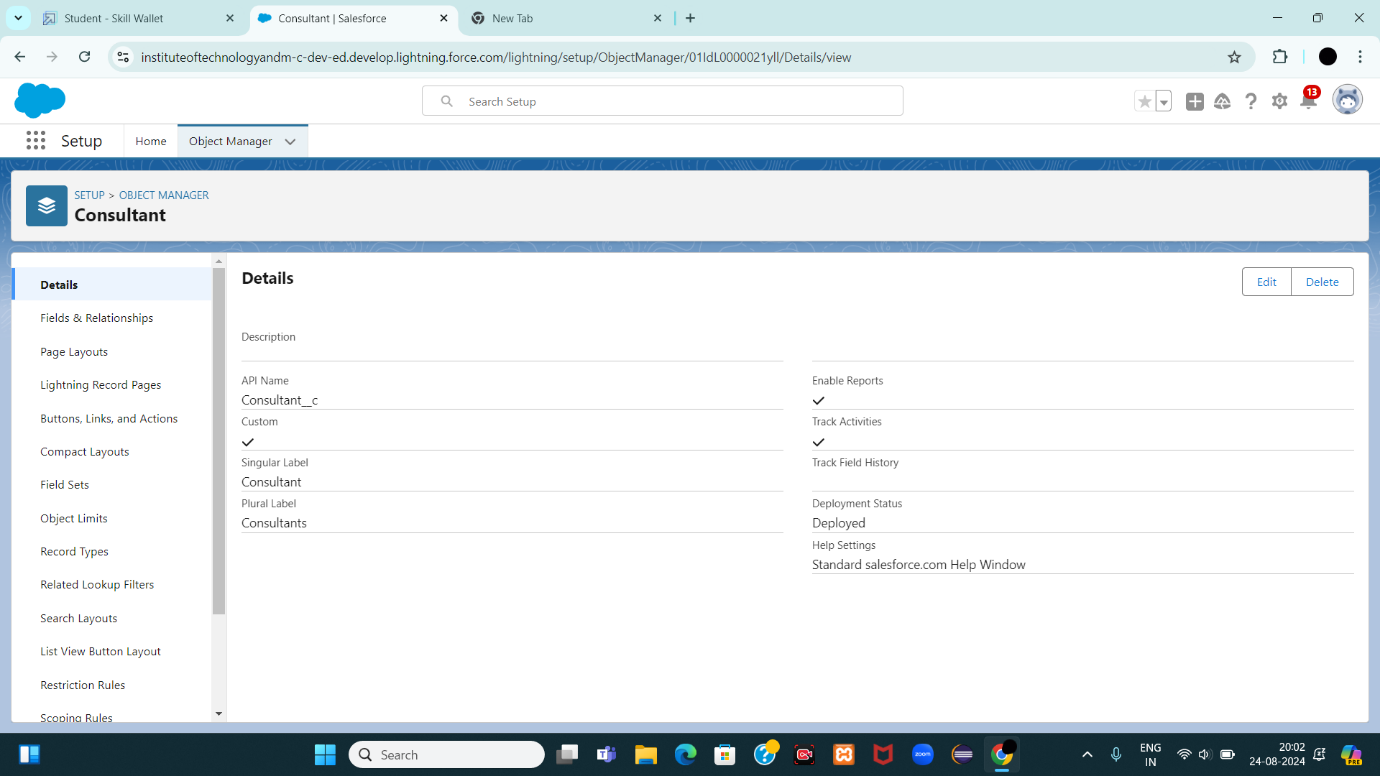 Student - Skill Wallet
Consultant | Salesforce
New Tab
instituteoftechnologyandm-c-dev-ed.develop.lightning.force.com/lightning/setup/ObjectManager/01IdL0000021yll/Details/view
Search Setup
13
Setup
Home
Object Manager
SETUP > OBJECT MANAGER
Consultant
Details
Fields & Relationships
Page Layouts
Lightning Record Pages
Buttons, Links, and Actions
Compact Layouts
Field Sets
Object Limits
Record Types
Related Lookup Filters
Search Layouts
List View Button Layout
Restriction Rules
Scoping Rules
Details
Edit
Delete
Description
API Name
Consultant__c
Custom
Singular Label
Consultant
Plural Label
Consultants
Enable Reports
Track Activities
Track Field History
Deployment Status
Deployed
Help Settings
Standard salesforce.com Help Window
Search
zoom
ENG
IN
20:02
24-08-2024
PRE